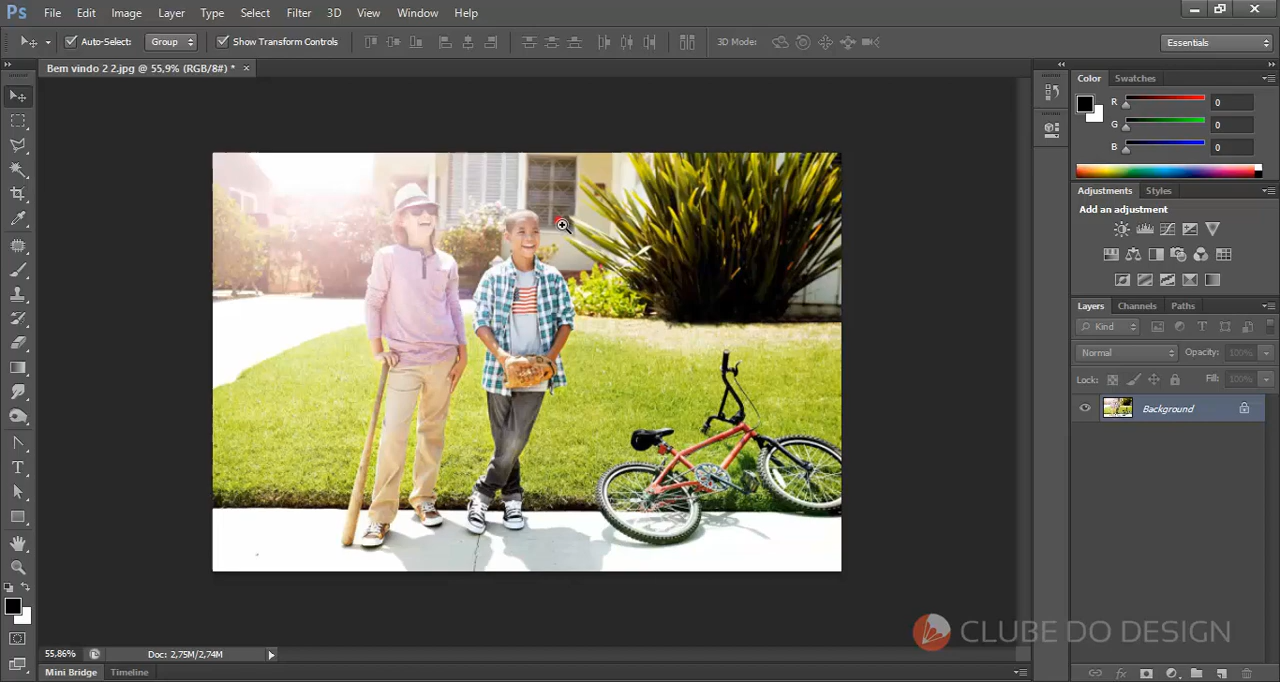 Ps File Edit Image Layer Type Select Filter 3D View Window Help
Auto-Select: Group Show Transform Controls 3D Mode: Essentials
Bem vindo 2 2.jpg @ 55,9% (RGB/8#) * ×
Color Swatches
R 0
G 0
B 0
Adjustments Styles
Add an adjustment
Layers Channels Paths
Kind
Normal Opacity: 100%
Lock: Fill: 100%
Background
T
CLUBE DO DESIGN
55,86% Doc: 2,75M/2,74M
Mini Bridge Timeline